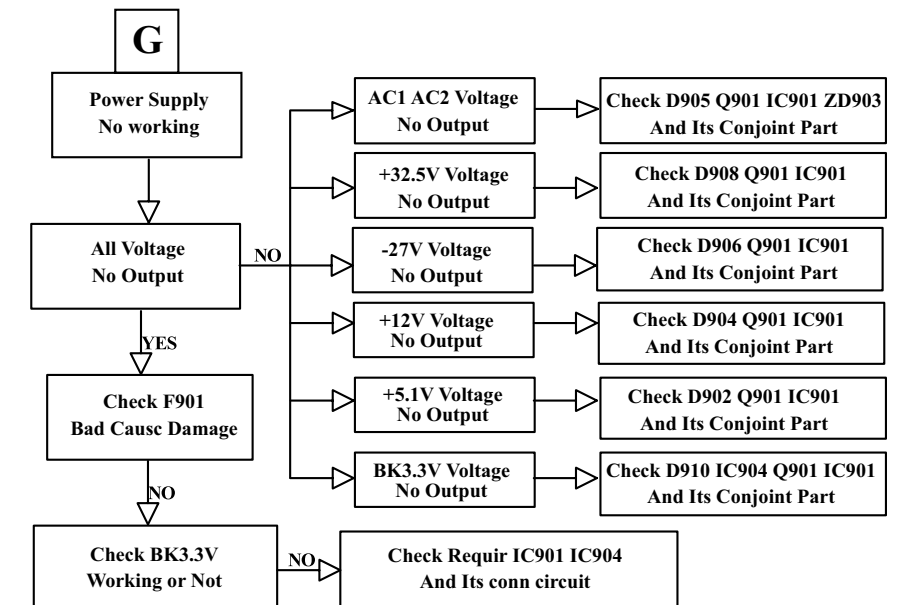 G
Power Supply
No working
All Voltage
No Output
NO
YES
Check F901
Bad Causc Damage
NO
Check BK3.3V
Working or Not
NO
Check Requir IC901 IC904
And Its conn circuit
AC1 AC2 Voltage
No Output
Check D905 Q901 IC901 ZD903
And Its Conjoint Part
+32.5V Voltage
No Output
Check D908 Q901 IC901
And Its Conjoint Part
-27V Voltage
No Output
Check D906 Q901 IC901
And Its Conjoint Part
+12V Voltage
No Output
Check D904 Q901 IC901
And Its Conjoint Part
+5.1V Voltage
No Output
Check D902 Q901 IC901
And Its Conjoint Part
BK3.3V Voltage
No Output
Check D910 IC904 Q901 IC901
And Its Conjoint Part